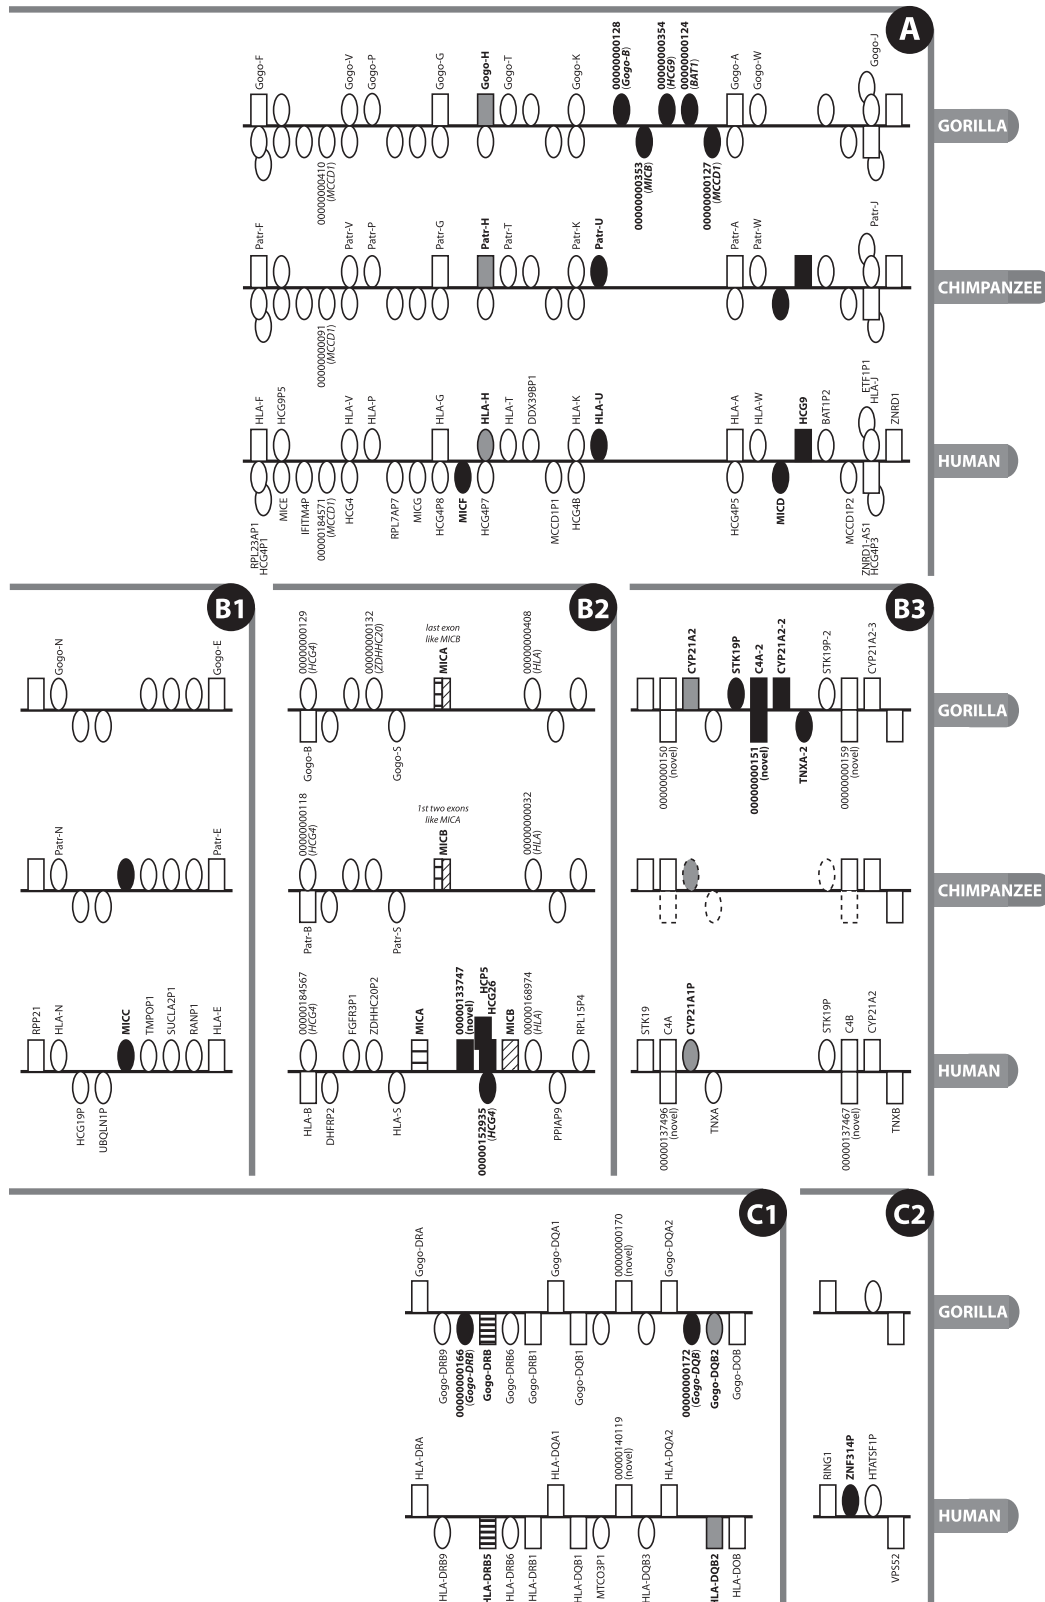 A
GORILLA
Gogo-F
Gogo-V
Gogo-P
Gogo-G
Gogo-H
Gogo-T
Gogo-K
00000000128
(Gogo-B)
00000000354
(HCG9)
00000000124
(BAT1)
Gogo-A
Gogo-W
Gogo-J
00000000410
(MCCD1)
00000000353
(MICB)
00000000127
(MCCD1)
CHIMPANZEE
Patr-F
Patr-V
Patr-P
Patr-G
Patr-H
Patr-T
Patr-K
Patr-U
Patr-A
Patr-W
Patr-J
00000000091
(MCCD1)
HUMAN
HLA-F
HCG9P5
HLA-V
HLA-P
HLA-G
HLA-H
HLA-T
DDX39BP1
HLA-K
HLA-U
HLA-A
HLA-W
HCG9
BAT1P2
ETF1P1
HLA-J
ZNRD1
RPL23AP1
HCG4P1
MICE
IFITM4P
00000184571
(MCCD1)
HCG4
RPL7AP7
MICG
HCG4P8
MICF
HCG4P7
MCCD1P1
HCG4B
HCG4P5
MICD
MCCD1P2
ZNRD1-AS1
HCG4P3
B1
Gogo-N
Gogo-E
Patr-N
Patr-E
RPP21
HLA-N
MICC
TMPOP1
SUCLA2P1
RANP1
HLA-E
HCG19P
UBQLN1P
B2
00000000129
(HCG4)
00000000132
(ZDHHC20)
last exon
like MICB
MICA
00000000408
(HLA)
Gogo-B
Gogo-S
00000000118
(HCG4)
1st two exons
like MICA
MICB
00000000032
(HLA)
Patr-B
Patr-S
00000184567
(HCG4)
FGFR3P1
ZDHHC20P2
MICA
00000133747
(novel)
HCP5
HCG26
MICB
00000168974
(HLA)
RPL15P4
HLA-B
DHFRP2
HLA-S
00000152935
(HCG4)
PPIAP9
B3
GORILLA
CYP21A2
STK19P
C4A-2
CYP21A2-2
STK19P-2
CYP21A2-3
00000000150
(novel)
00000000151
(novel)
TNXA-2
00000000159
(novel)
CHIMPANZEE
HUMAN
STK19
C4A
CYP21A1P
STK19P
C4B
CYP21A2
00000137496
(novel)
TNXA
00000137467
(novel)
TNXB
C1
Gogo-DRA
Gogo-DQA1
00000000170
(novel)
Gogo-DQA2
Gogo-DRB9
00000000166
(Gogo-DRB)
Gogo-DRB
Gogo-DRB6
Gogo-DRB1
Gogo-DQB1
00000000172
(Gogo-DQB)
Gogo-DQB2
Gogo-DOB
HLA-DRA
HLA-DQA1
00000140119
(novel)
HLA-DQA2
HLA-DRB9
HLA-DRB5
HLA-DRB6
HLA-DRB1
HLA-DQB1
MTCO3P1
HLA-DQB3
HLA-DQB2
HLA-DOB
C2
GORILLA
HUMAN
RING1
ZNF314P
HTATSF1P
VPS52